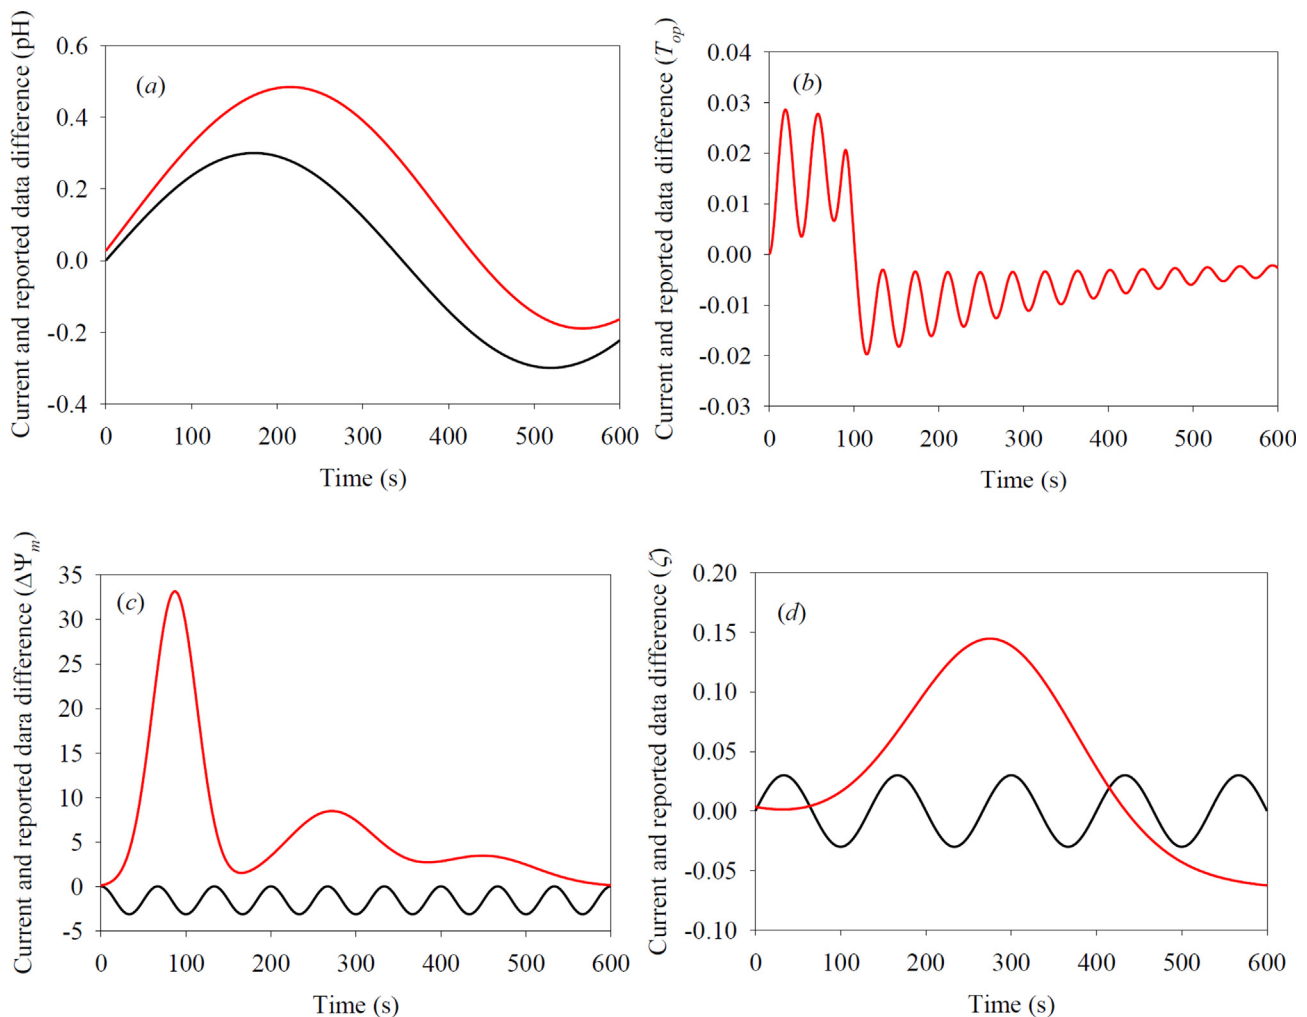 Current and reported data difference (pH)
0.6
0.4
0.2
0.0
-0.2
-0.4
(a)
0 100 200 300 400 500 600
Time (s)
Current and reported data difference (Top)
0.04
0.03
0.02
0.01
0.00
-0.01
-0.02
-0.03
(b)
0 100 200 300 400 500 600
Time (s)
Current and reported dara difference (ΔΨm)
35
30
25
20
15
10
5
0
-5
(c)
0 100 200 300 400 500 600
Time (s)
Current and reported data difference (ζ)
0.20
0.15
0.10
0.05
0.00
-0.05
-0.10
(d)
0 100 200 300 400 500 600
Time (s)